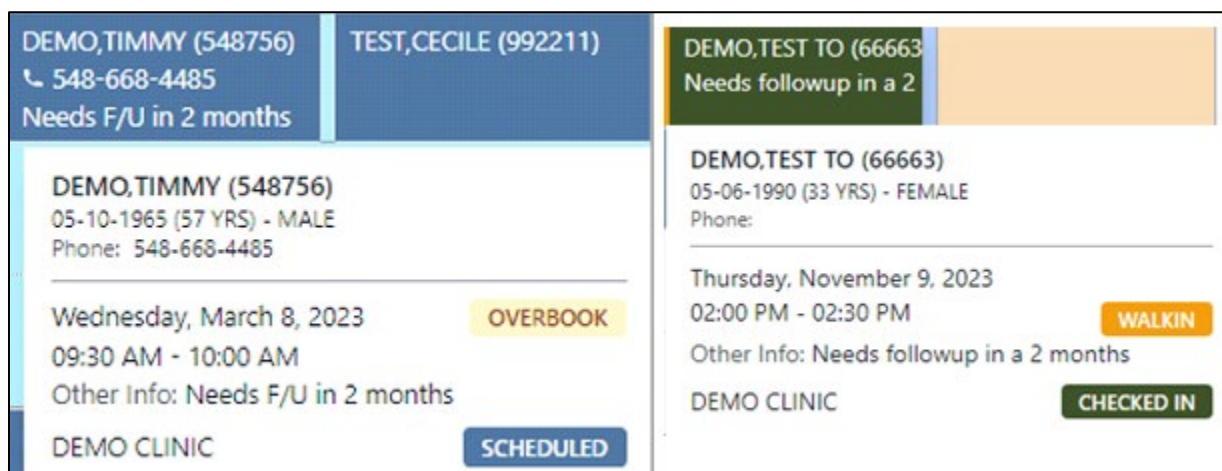 DEMO,TIMMY (548756)
548-668-4485
Needs F/U in 2 months
TEST,CECILE (992211)
DEMO,TIMMY (548756)
05-10-1965 (57 YRS) - MALE
Phone: 548-668-4485
Wednesday, March 8, 2023
OVERBOOK
09:30 AM - 10:00 AM
Other Info: Needs F/U in 2 months
DEMO CLINIC
SCHEDULED
DEMO,TEST TO (66663
Needs followup in a 2
DEMO,TEST TO (66663)
05-06-1990 (33 YRS) - FEMALE
Phone:
Thursday, November 9, 2023
02:00 PM - 02:30 PM
WALKIN
Other Info: Needs followup in a 2 months
DEMO CLINIC
CHECKED IN